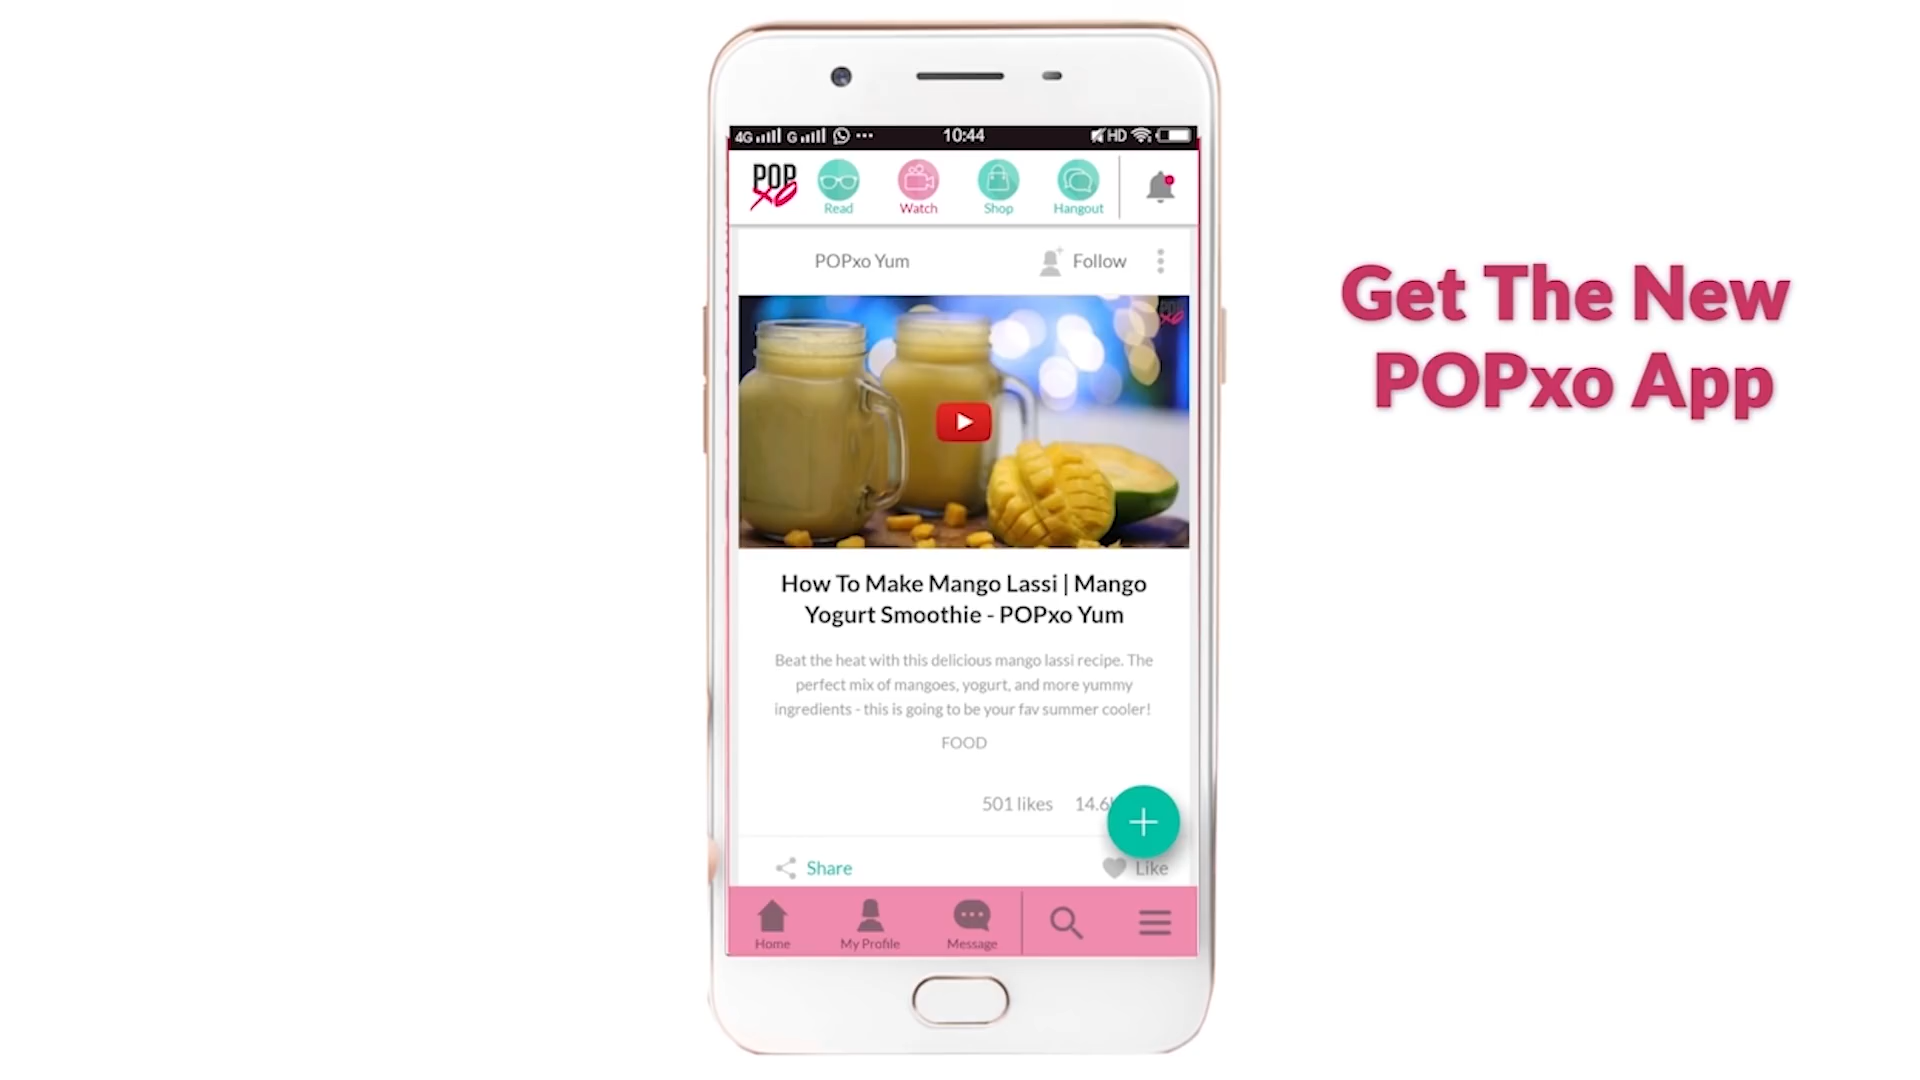 4G G 10:44 HD
POP
xo
Read Watch Shop Hangout
POPxo Yum Follow
Get The New
POPxo App
How To Make Mango Lassi | Mango
Yogurt Smoothie - POPxo Yum
Beat the heat with this delicious mango lassi recipe. The
perfect mix of mangoes, yogurt, and more yummy
ingredients - this is going to be your fav summer cooler!
FOOD
501 likes 14.6
Share Like
Home My Profile Message